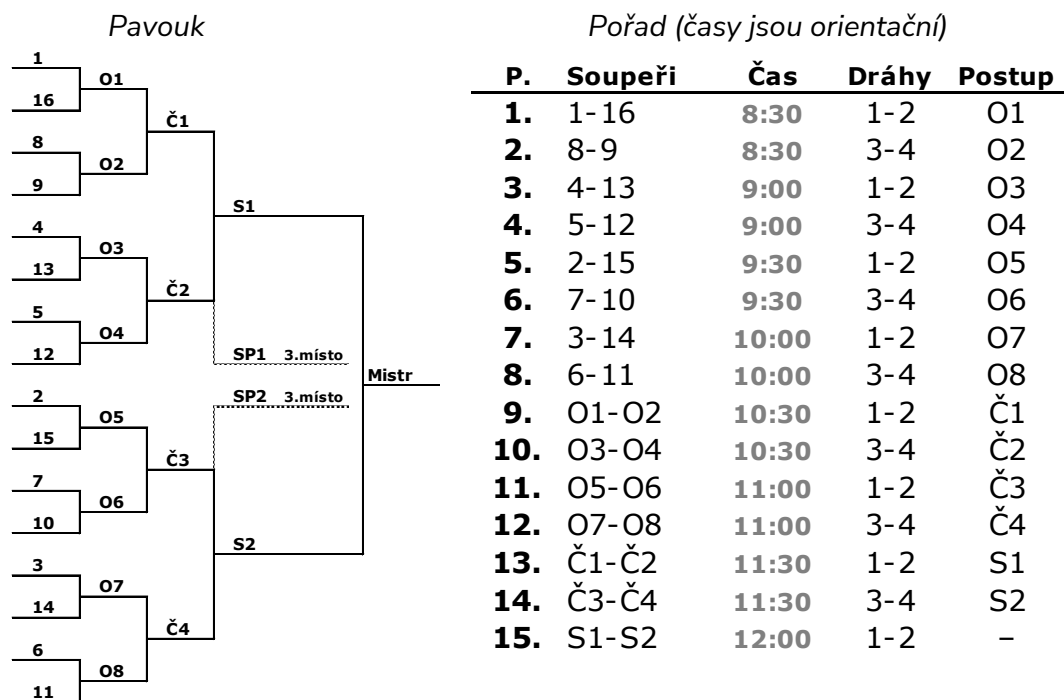 Pavouk
1
O1
16
Č1
8
O2
9
S1
4
O3
13
Č2
5
O4
12
SP1 3.místo
Mistr
2
SP2 3.místo
O5
15
Č3
7
O6
10
S2
3
O7
14
Č4
6
O8
11
Pořad (časy jsou orientační)
P. Soupeři Čas Dráhy Postup
1. 1-16 8:30 1-2 O1
2. 8-9 8:30 3-4 O2
3. 4-13 9:00 1-2 O3
4. 5-12 9:00 3-4 O4
5. 2-15 9:30 1-2 O5
6. 7-10 9:30 3-4 O6
7. 3-14 10:00 1-2 O7
8. 6-11 10:00 3-4 O8
9. O1-O2 10:30 1-2 Č1
10. O3-O4 10:30 3-4 Č2
11. O5-O6 11:00 1-2 Č3
12. O7-O8 11:00 3-4 Č4
13. Č1-Č2 11:30 1-2 S1
14. Č3-Č4 11:30 3-4 S2
15. S1-S2 12:00 1-2 –